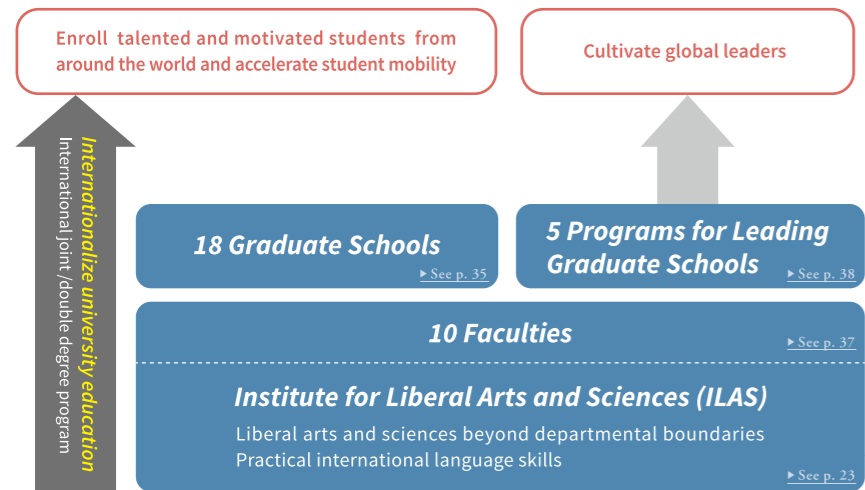 Enroll talented and motivated students from
around the world and accelerate student mobility
Cultivate global leaders
Internationalize university education
International joint /double degree program
18 Graduate Schools
▶ See p. 35
5 Programs for Leading
Graduate Schools
▶ See p. 38
10 Faculties
▶ See p. 37
Institute for Liberal Arts and Sciences (ILAS)
Liberal arts and sciences beyond departmental boundaries
Practical international language skills
▶ See p. 23